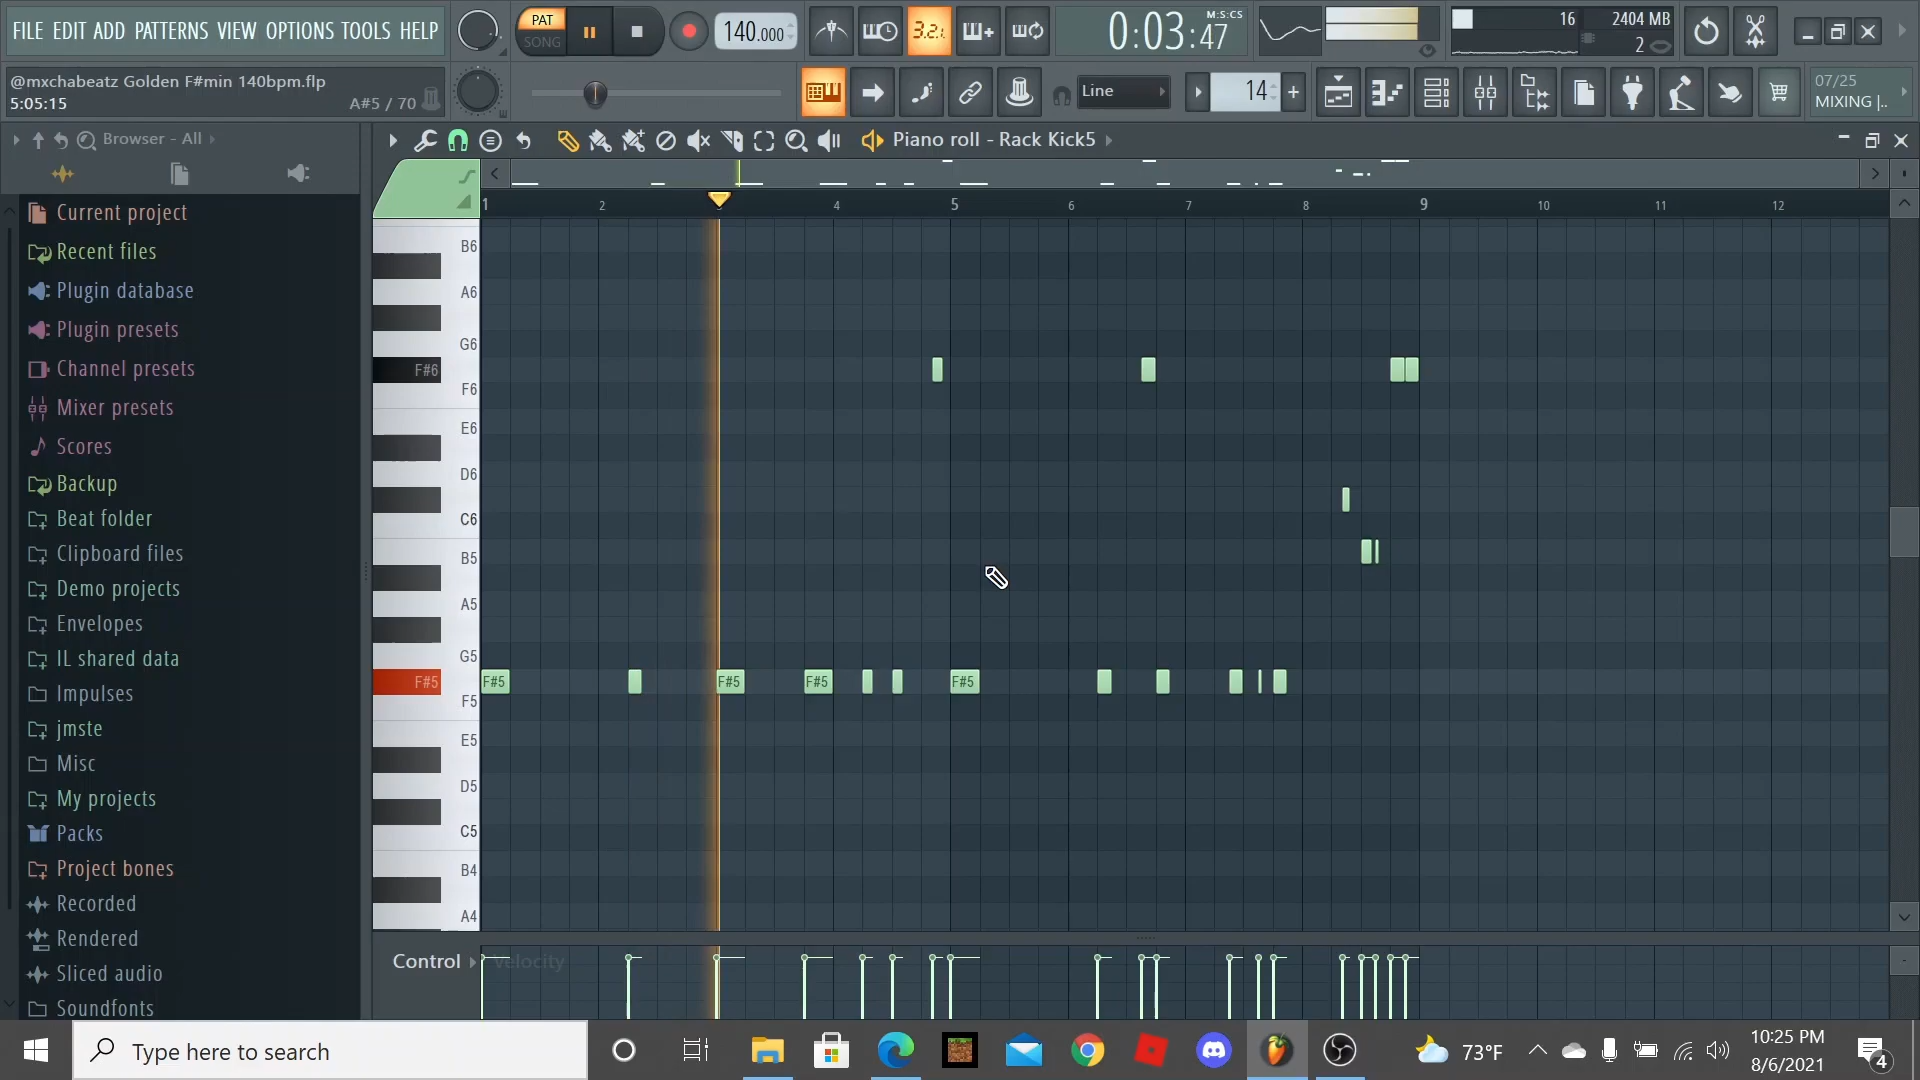 FILE EDIT ADD PATTERNS VIEW OPTIONS TOOLS HELP
PAT
SONG
140.000
3.2.1
0:03:47
M:S:CS
16
2404 MB
2
@mxchabeatz Golden F#min 140bpm.flp
5:05:15
A#5 / 70
Line
14
07/25
MIXING |..
Browser - All
Piano roll - Rack Kick5
Current project
Recent files
Plugin database
Plugin presets
Channel presets
Mixer presets
Scores
Backup
Beat folder
Clipboard files
Demo projects
Envelopes
IL shared data
Impulses
jmste
Misc
My projects
Packs
Project bones
Recorded
Rendered
Sliced audio
Soundfonts
1 2 3 4 5 6 7 8 9 10 11 12
B6
A6
G6
F#6
F6
E6
D6
C6
B5
A5
G5
F#5
F5
E5
D5
C5
B4
A4
F#5 F#5 F#5 F#5
Control
Velocity
Type here to search
73°F
10:25 PM
8/6/2021
4